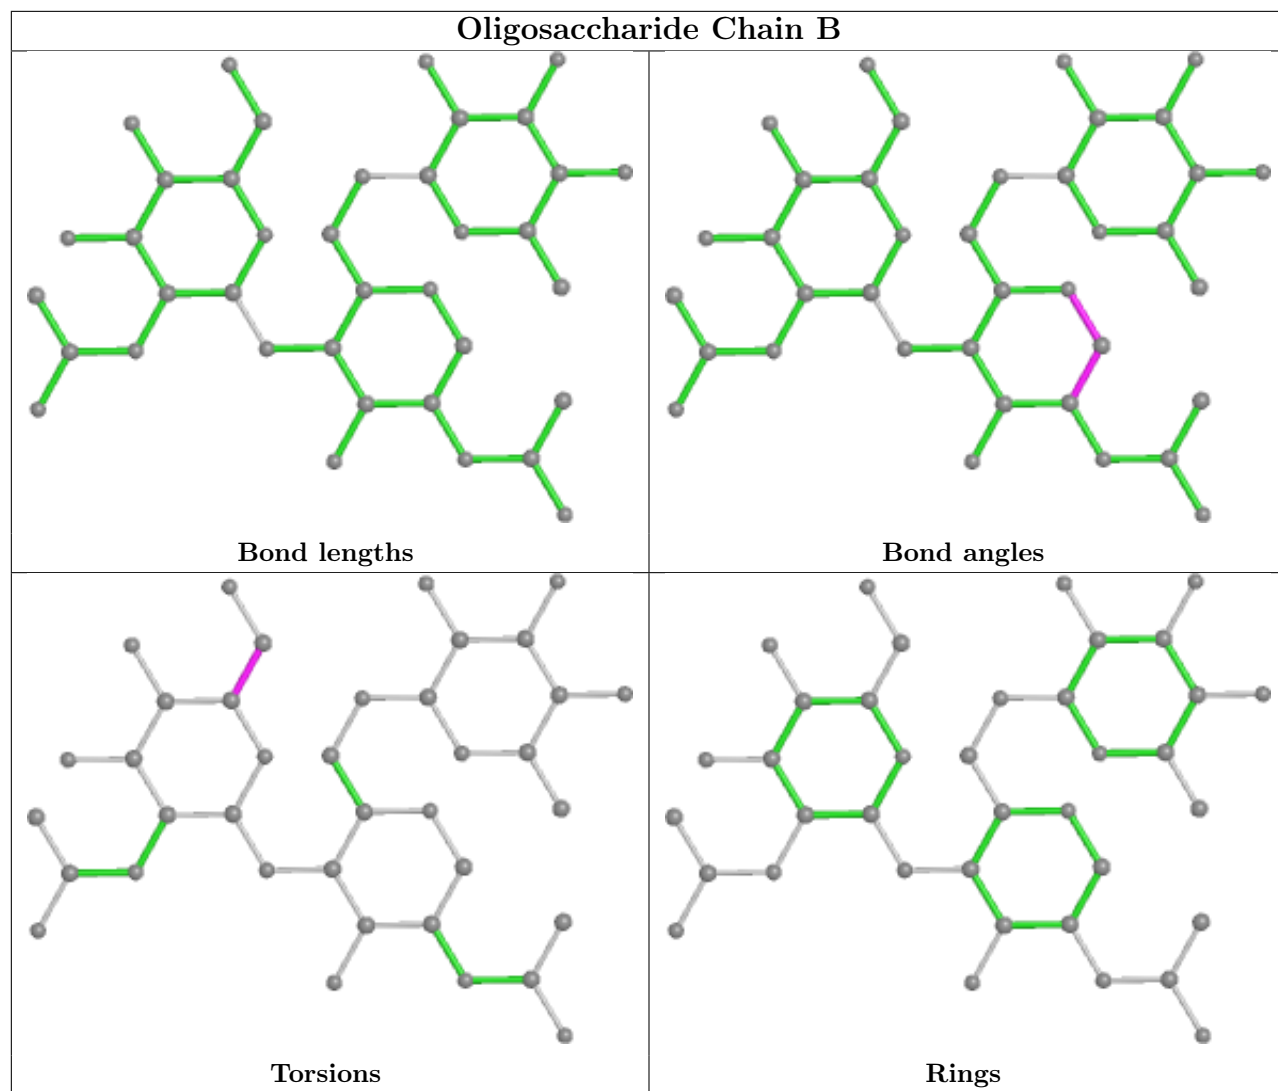 Oligosaccharide Chain B
Bond lengths
Bond angles
Torsions
Rings